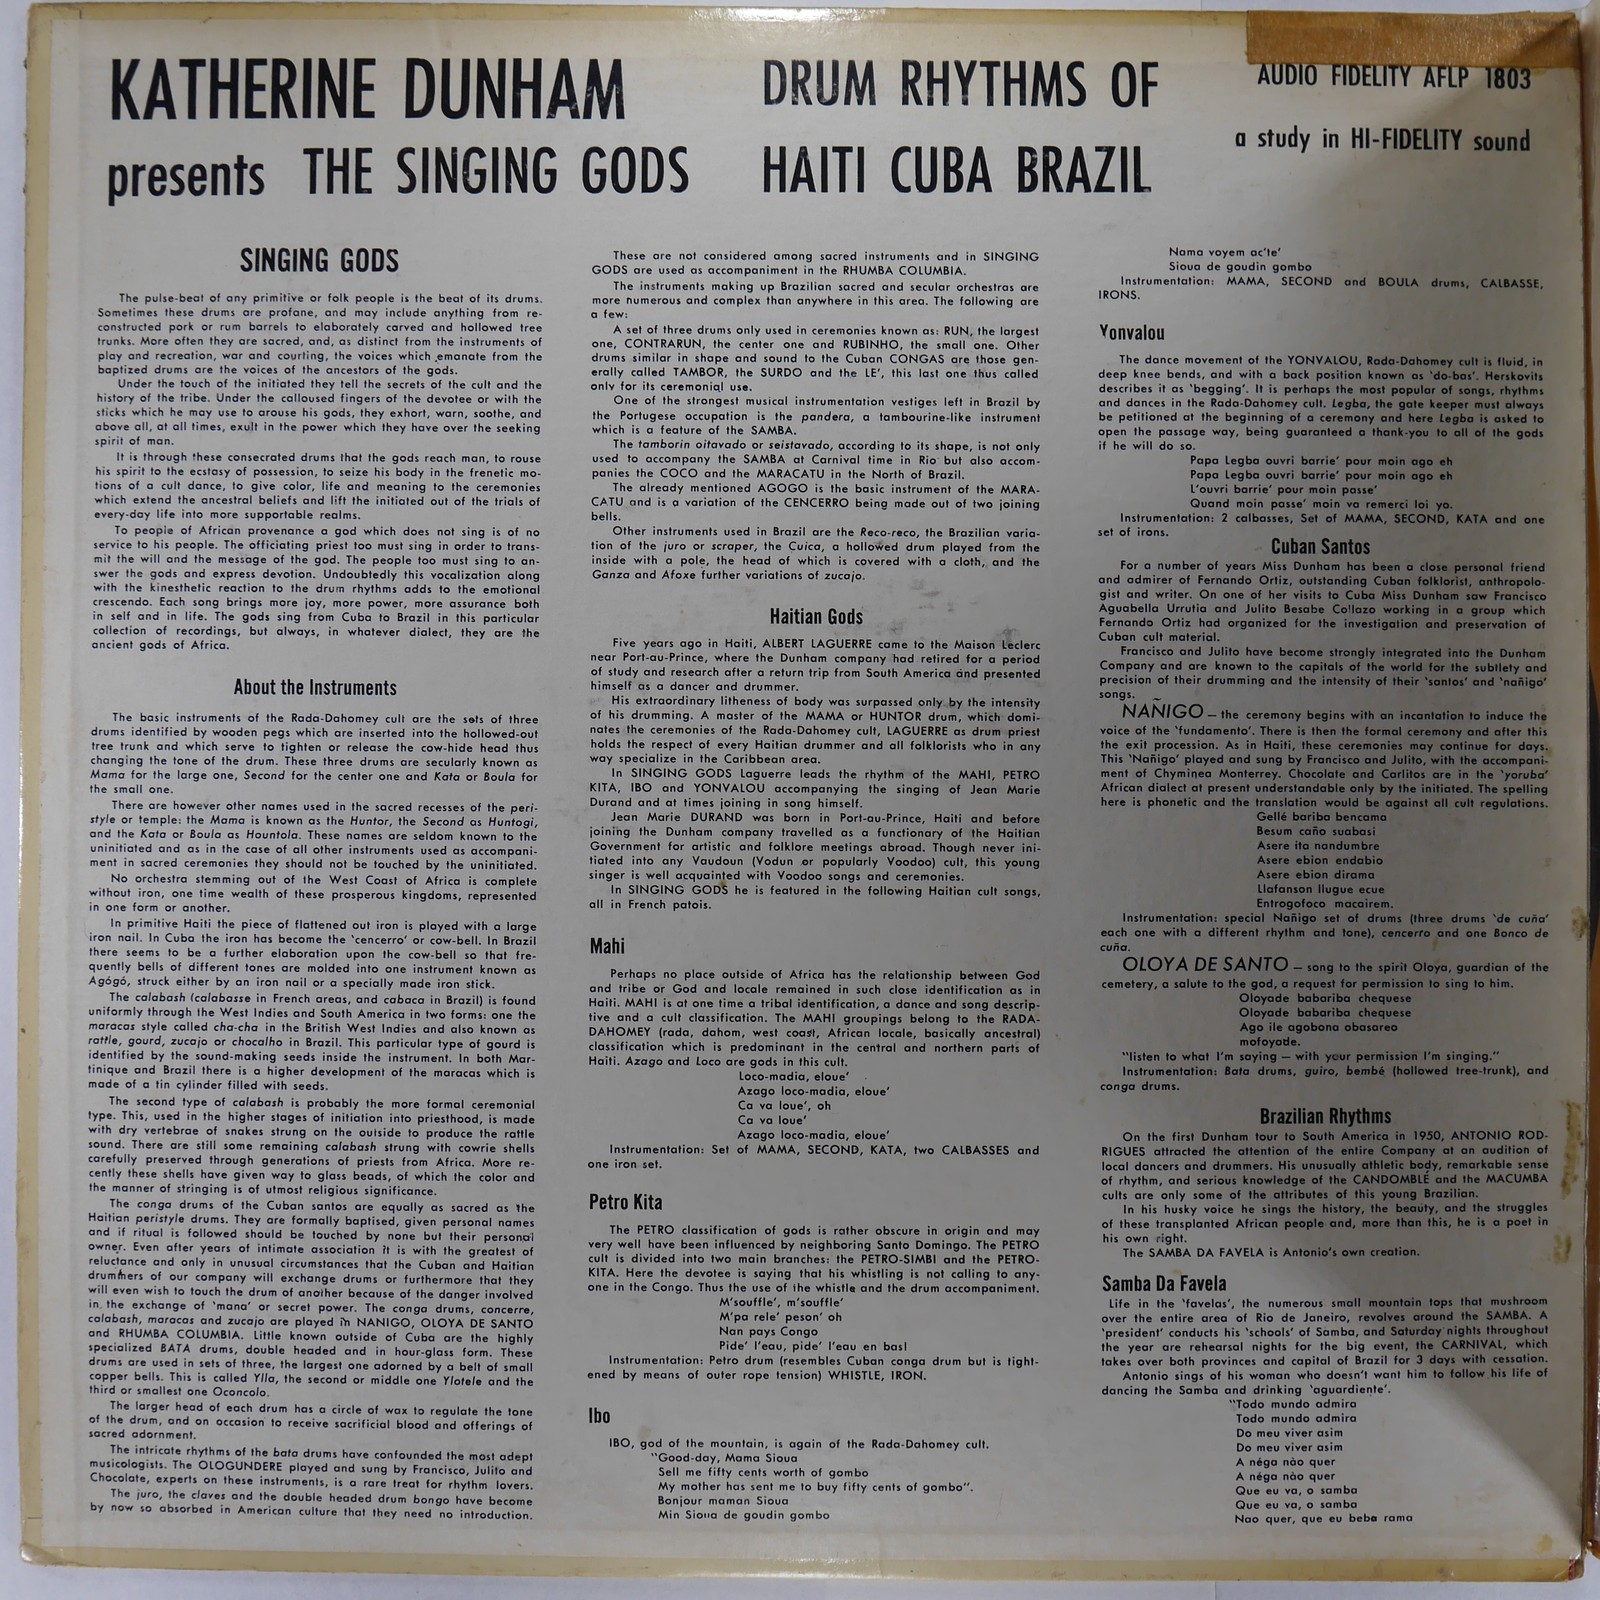 KATHERINE DUNHAM
presents THE SINGING GODS
DRUM RHYTHMS OF
HAITI CUBA BRAZIL
AUDIO FIDELITY AFLP 1803
a study in HI-FIDELITY sound
SINGING GODS
The pulse-beat of any primitive or folk people is the beat of its drums.
Sometimes these drums are profane, and may include anything from re-
constructed pork or rum barrels to elaborately carved and hollowed tree
trunks. More often they are sacred, and, as distinct from the instruments of
play and recreation, war and courting, the voices which emanate from the
baptized drums are the voices of the ancestors of the gods.
Under the touch of the initiated they tell the secrets of the cult and the
history of the tribe. Under the calloused fingers of the devotee or with the
sticks which he may use to arouse his gods, they exhort, warn, soothe, and
above all, at all times, exult in the power which they have over the seeking
spirit of man.
It is through these consecrated drums that the gods reach man, to rouse
his spirit to the ecstasy of possession, to seize his body in the frenetic mo-
tions of a cult dance, to give color, life and meaning to the ceremonies
which extend the ancestral beliefs and lift the initiated out of the trials of
every-day life into more supportable realms.
To people of African provenance a god which does not sing is of no
service to his people. The officiating priest too must sing in order to trans-
mit the will and the message of the god. The people too must sing to an-
swer the gods and express devotion. Undoubtedly this vocalization along
with the kinesthetic reaction to the drum rhythms adds to the emotional
crescendo. Each song brings more joy, more power, more assurance both
in self and in life. The gods sing from Cuba to Brazil in this particular
collection of recordings, but always, in whatever dialect, they are the
ancient gods of Africa.
About the Instruments
The basic instruments of the Rada-Dahomey cult are the sets of three
drums identified by wooden pegs which are inserted into the hollowed-out
tree trunk and which serve to tighten or release the cow-hide head thus
changing the tone of the drum. These three drums are secularly known as
Mama for the large one, Second for the center one and Kata or Boula for
the small one.
There are however other names used in the sacred recesses of the peri-
style or temple: the Mama is known as the Huntor, the Second as Huntogi,
and the Kata or Boula as Hountola. These names are seldom known to the
uninitiated and as in the case of all other instruments used as accompani-
ment in sacred ceremonies they should not be touched by the uninitiated.
No orchestra stemming out of the West Coast of Africa is complete
without iron, one time wealth of these prosperous kingdoms, represented
in one form or another.
In primitive Haiti the piece of flattened out iron is played with a large
iron nail. In Cuba the iron has become the 'cencerro' or cow-bell. In Brazil
there seems to be a further elaboration upon the cow-bell so that fre-
quently bells of different tones are molded into one instrument known as
Agógó, struck either by an iron nail or a specially made iron stick.
The calabash (calabasse in French areas, and cabaca in Brazil) is found
uniformly through the West Indies and South America in two forms: one the
maracas style called cha-cha in the British West Indies and also known as
rattle, gourd, zucajo or chocalho in Brazil. This particular type of gourd is
identified by the sound-making seeds inside the instrument. In both Mar-
tinique and Brazil there is a higher development of the maracas which is
made of a tin cylinder filled with seeds.
The second type of calabash is probably the more formal ceremonial
type. This, used in the higher stages of initiation into priesthood, is made
with dry vertebrae of snakes strung on the outside to produce the rattle
sound. There are still some remaining calabash strung with cowrie shells
carefully preserved through generations of priests from Africa. More re-
cently these shells have given way to glass beads, of which the color and
the manner of stringing is of utmost religious significance.
The conga drums of the Cuban santos are equally as sacred as the
Haitian peristyle drums. They are formally baptised, given personal names
and if ritual is followed should be touched by none but their personal
owner. Even after years of intimate association it is with the greatest of
reluctance and only in unusual circumstances that the Cuban and Haitian
drummers of our company will exchange drums or furthermore that they
will even wish to touch the drum of another because of the danger involved
in the exchange of 'mana' or secret power. The conga drums, concerre,
calabash, maracas and zucajo are played in NANIGO, OLOYA DE SANTO
and RHUMBA COLUMBIA. Little known outside of Cuba are the highly
specialized BATA drums, double headed and in hour-glass form. These
drums are used in sets of three, the largest one adorned by a belt of small
copper bells. This is called Ylla, the second or middle one Ylotele and the
third or smallest one Oconcolo.
The larger head of each drum has a circle of wax to regulate the tone
of the drum, and on occasion to receive sacrificial blood and offerings of
sacred adornment.
The intricate rhythms of the bata drums have confounded the most adept
musicologists. The OLOGUNDERE played and sung by Francisco, Julito and
Chocolate, experts on these instruments, is a rare treat for rhythm lovers.
The juro, the claves and the double headed drum bongo have become
by now so absorbed in American culture that they need no introduction.
These are not considered among sacred instruments and in SINGING
GODS are used as accompaniment in the RHUMBA COLUMBIA.
The instruments making up Brazilian sacred and secular orchestras are
more numerous and complex than anywhere in this area. The following are
a few:
A set of three drums only used in ceremonies known as: RUN, the largest
one, CONTRARUN, the center one and RUBINHO, the small one. Other
drums similar in shape and sound to the Cuban CONGAS are those gen-
erally called TAMBOR, the SURDO and the LE', this last one thus called
only for its ceremonial use.
One of the strongest musical instrumentation vestiges left in Brazil by
the Portugese occupation is the pandera, a tambourine-like instrument
which is a feature of the SAMBA.
The tamborin oitavado or seistavado, according to its shape, is not only
used to accompany the SAMBA at Carnival time in Rio but also accom-
panies the COCO and the MARACATU in the North of Brazil.
The already mentioned AGOGO is the basic instrument of the MARA-
CATU and is a variation of the CENCERRO being made out of two joining
bells.
Other instruments used in Brazil are the Reco-reco, the Brazilian varia-
tion of the juro or scraper, the Cuica, a hollowed drum played from the
inside with a pole, the head of which is covered with a cloth, and the
Ganza and Afoxe further variations of zucajo.
Haitian Gods
Five years ago in Haiti, ALBERT LAGUERRE came to the Maison Leclerc
near Port-au-Prince, where the Dunham company had retired for a period
of study and research after a return trip from South America and presented
himself as a dancer and drummer.
His extraordinary litheness of body was surpassed only by the intensity
of his drumming. A master of the MAMA or HUNTOR drum, which domi-
nates the ceremonies of the Rada-Dahomey cult, LAGUERRE as drum priest
holds the respect of every Haitian drummer and all folklorists who in any
way specialize in the Caribbean area.
In SINGING GODS Laguerre leads the rhythm of the MAHI, PETRO
KITA, IBO and YONVALOU accompanying the singing of Jean Marie
Durand and at times joining in song himself.
Jean Marie DURAND was born in Port-au-Prince, Haiti and before
joining the Dunham company travelled as a functionary of the Haitian
Government for artistic and folklore meetings abroad. Though never ini-
tiated into any Vaudoun (Vodun or popularly Voodoo) cult, this young
singer is well acquainted with Voodoo songs and ceremonies.
In SINGING GODS he is featured in the following Haitian cult songs,
all in French patois.
Mahi
Perhaps no place outside of Africa has the relationship between God
and tribe or God and locale remained in such close identification as in
Haiti. MAHI is at one time a tribal identification, a dance and song descrip-
tive and a cult classification. The MAHI groupings belong to the RADA-
DAHOMEY (rada, dahom, west coast, African locale, basically ancestral)
classification which is predominant in the central and northern parts of
Haiti. Azago and Loco are gods in this cult.
Loco-madia, eloue'
Azago loco-madia, eloue'
Ca va loue', oh
Ca va loue'
Azago loco-madia, eloue'
Instrumentation: Set of MAMA, SECOND, KATA, two CALBASSES and
one iron set.
Petro Kita
The PETRO classification of gods is rather obscure in origin and may
very well have been influenced by neighboring Santo Domingo. The PETRO
cult is divided into two main branches: the PETRO-SIMBI and the PETRO-
KITA. Here the devotee is saying that his whistling is not calling to any-
one in the Congo. Thus the use of the whistle and the drum accompaniment.
M'souffle', m'souffle'
M'pa rele' peson' oh
Nan pays Congo
Pide' l'eau, pide' l'eau en basl
Instrumentation: Petro drum (resembles Cuban conga drum but is tight-
ened by means of outer rope tension) WHISTLE, IRON.
Ibo
IBO, god of the mountain, is again of the Rada-Dahomey cult.
"Good-day, Mama Sioua
Sell me fifty cents worth of gombo
My mother has sent me to buy fifty cents of gombo".
Bonjour maman Sioua
Min Sioua de goudin gombo
Nama voyem ac'te'
Sioua de goudin gombo
Instrumentation: MAMA, SECOND and BOULA drums, CALBASSE,
IRONS.
Yonvalou
The dance movement of the YONVALOU, Rada-Dahomey cult is fluid, in
deep knee bends, and with a back position known as 'do-bas'. Herskovits
describes it as 'begging'. It is perhaps the most popular of songs, rhythms
and dances in the Rada-Dahomey cult. Legba, the gate keeper must always
be petitioned at the beginning of a ceremony and here Legba is asked to
open the passage way, being guaranteed a thank-you to all of the gods
if he will do so.
Papa Legba ouvri barrie' pour moin ago eh
Papa Legba ouvri barrie' pour moin ago eh
L'ouvri barrie' pour moin passe'
Quand moin passe' moin va remerci loi yo.
Instrumentation: 2 calbasses, Set of MAMA, SECOND, KATA and one
set of irons.
Cuban Santos
For a number of years Miss Dunham has been a close personal friend
and admirer of Fernando Ortiz, outstanding Cuban folklorist, anthropolo-
gist and writer. On one of her visits to Cuba Miss Dunham saw Francisco
Aguabella Urrutia and Julito Besabe Collazo working in a group which
Fernando Ortiz had organized for the investigation and preservation of
Cuban cult material.
Francisco and Julito have become strongly integrated into the Dunham
Company and are known to the capitals of the world for the subtlety and
precision of their drumming and the intensity of their 'santos' and 'nañigo'
songs.
NAÑIGO – the ceremony begins with an incantation to induce the
voice of the 'fundamento'. There is then the formal ceremony and after this
the exit procession. As in Haiti, these ceremonies may continue for days.
This 'Nañigo' played and sung by Francisco and Julito, with the accompani-
ment of Chyminea Monterrey. Chocolate and Carlitos are in the 'yoruba'
African dialect at present understandable only by the initiated. The spelling
here is phonetic and the translation would be against all cult regulations.
Gellé bariba bencama
Besum caño suabasi
Asere ita nandumbre
Asere ebion endabio
Asere ebion dirama
Llafanson llugue ecue
Entrogofoco macairem.
Instrumentation: special Nañigo set of drums (three drums 'de cuña'
each one with a different rhythm and tone), cencerro and one Bonco de
cuña.
OLOYA DE SANTO – song to the spirit Oloya, guardian of the
cemetery, a salute to the god, a request for permission to sing to him.
Oloyade babariba chequese
Oloyade babariba chequese
Ago ile agobona obasareo
mofoyade.
"listen to what I'm saying – with your permission I'm singing."
Instrumentation: Bata drums, guiro, bembé (hollowed tree-trunk), and
conga drums.
Brazilian Rhythms
On the first Dunham tour to South America in 1950, ANTONIO ROD-
RIGUES attracted the attention of the entire Company at an audition of
local dancers and drummers. His unusually athletic body, remarkable sense
of rhythm, and serious knowledge of the CANDOMBLÉ and the MACUMBA
cults are only some of the attributes of this young Brazilian.
In his husky voice he sings the history, the beauty, and the struggles
of these transplanted African people and, more than this, he is a poet in
his own right.
The SAMBA DA FAVELA is Antonio's own creation.
Samba Da Favela
Life in the 'favelas', the numerous small mountain tops that mushroom
over the entire area of Rio de Janeiro, revolves around the SAMBA. A
'president' conducts his 'schools' of Samba, and Saturday nights throughout
the year are rehearsal nights for the big event, the CARNIVAL, which
takes over both provinces and capital of Brazil for 3 days with cessation.
Antonio sings of his woman who doesn't want him to follow his life of
dancing the Samba and drinking 'aguardiente'.
"Todo mundo admira
Todo mundo admira
Do meu viver asim
Do meu viver asim
A néga nào quer
A néga nào quer
Que eu va, o samba
Que eu va, o samba
Nao quer, que eu beba rama